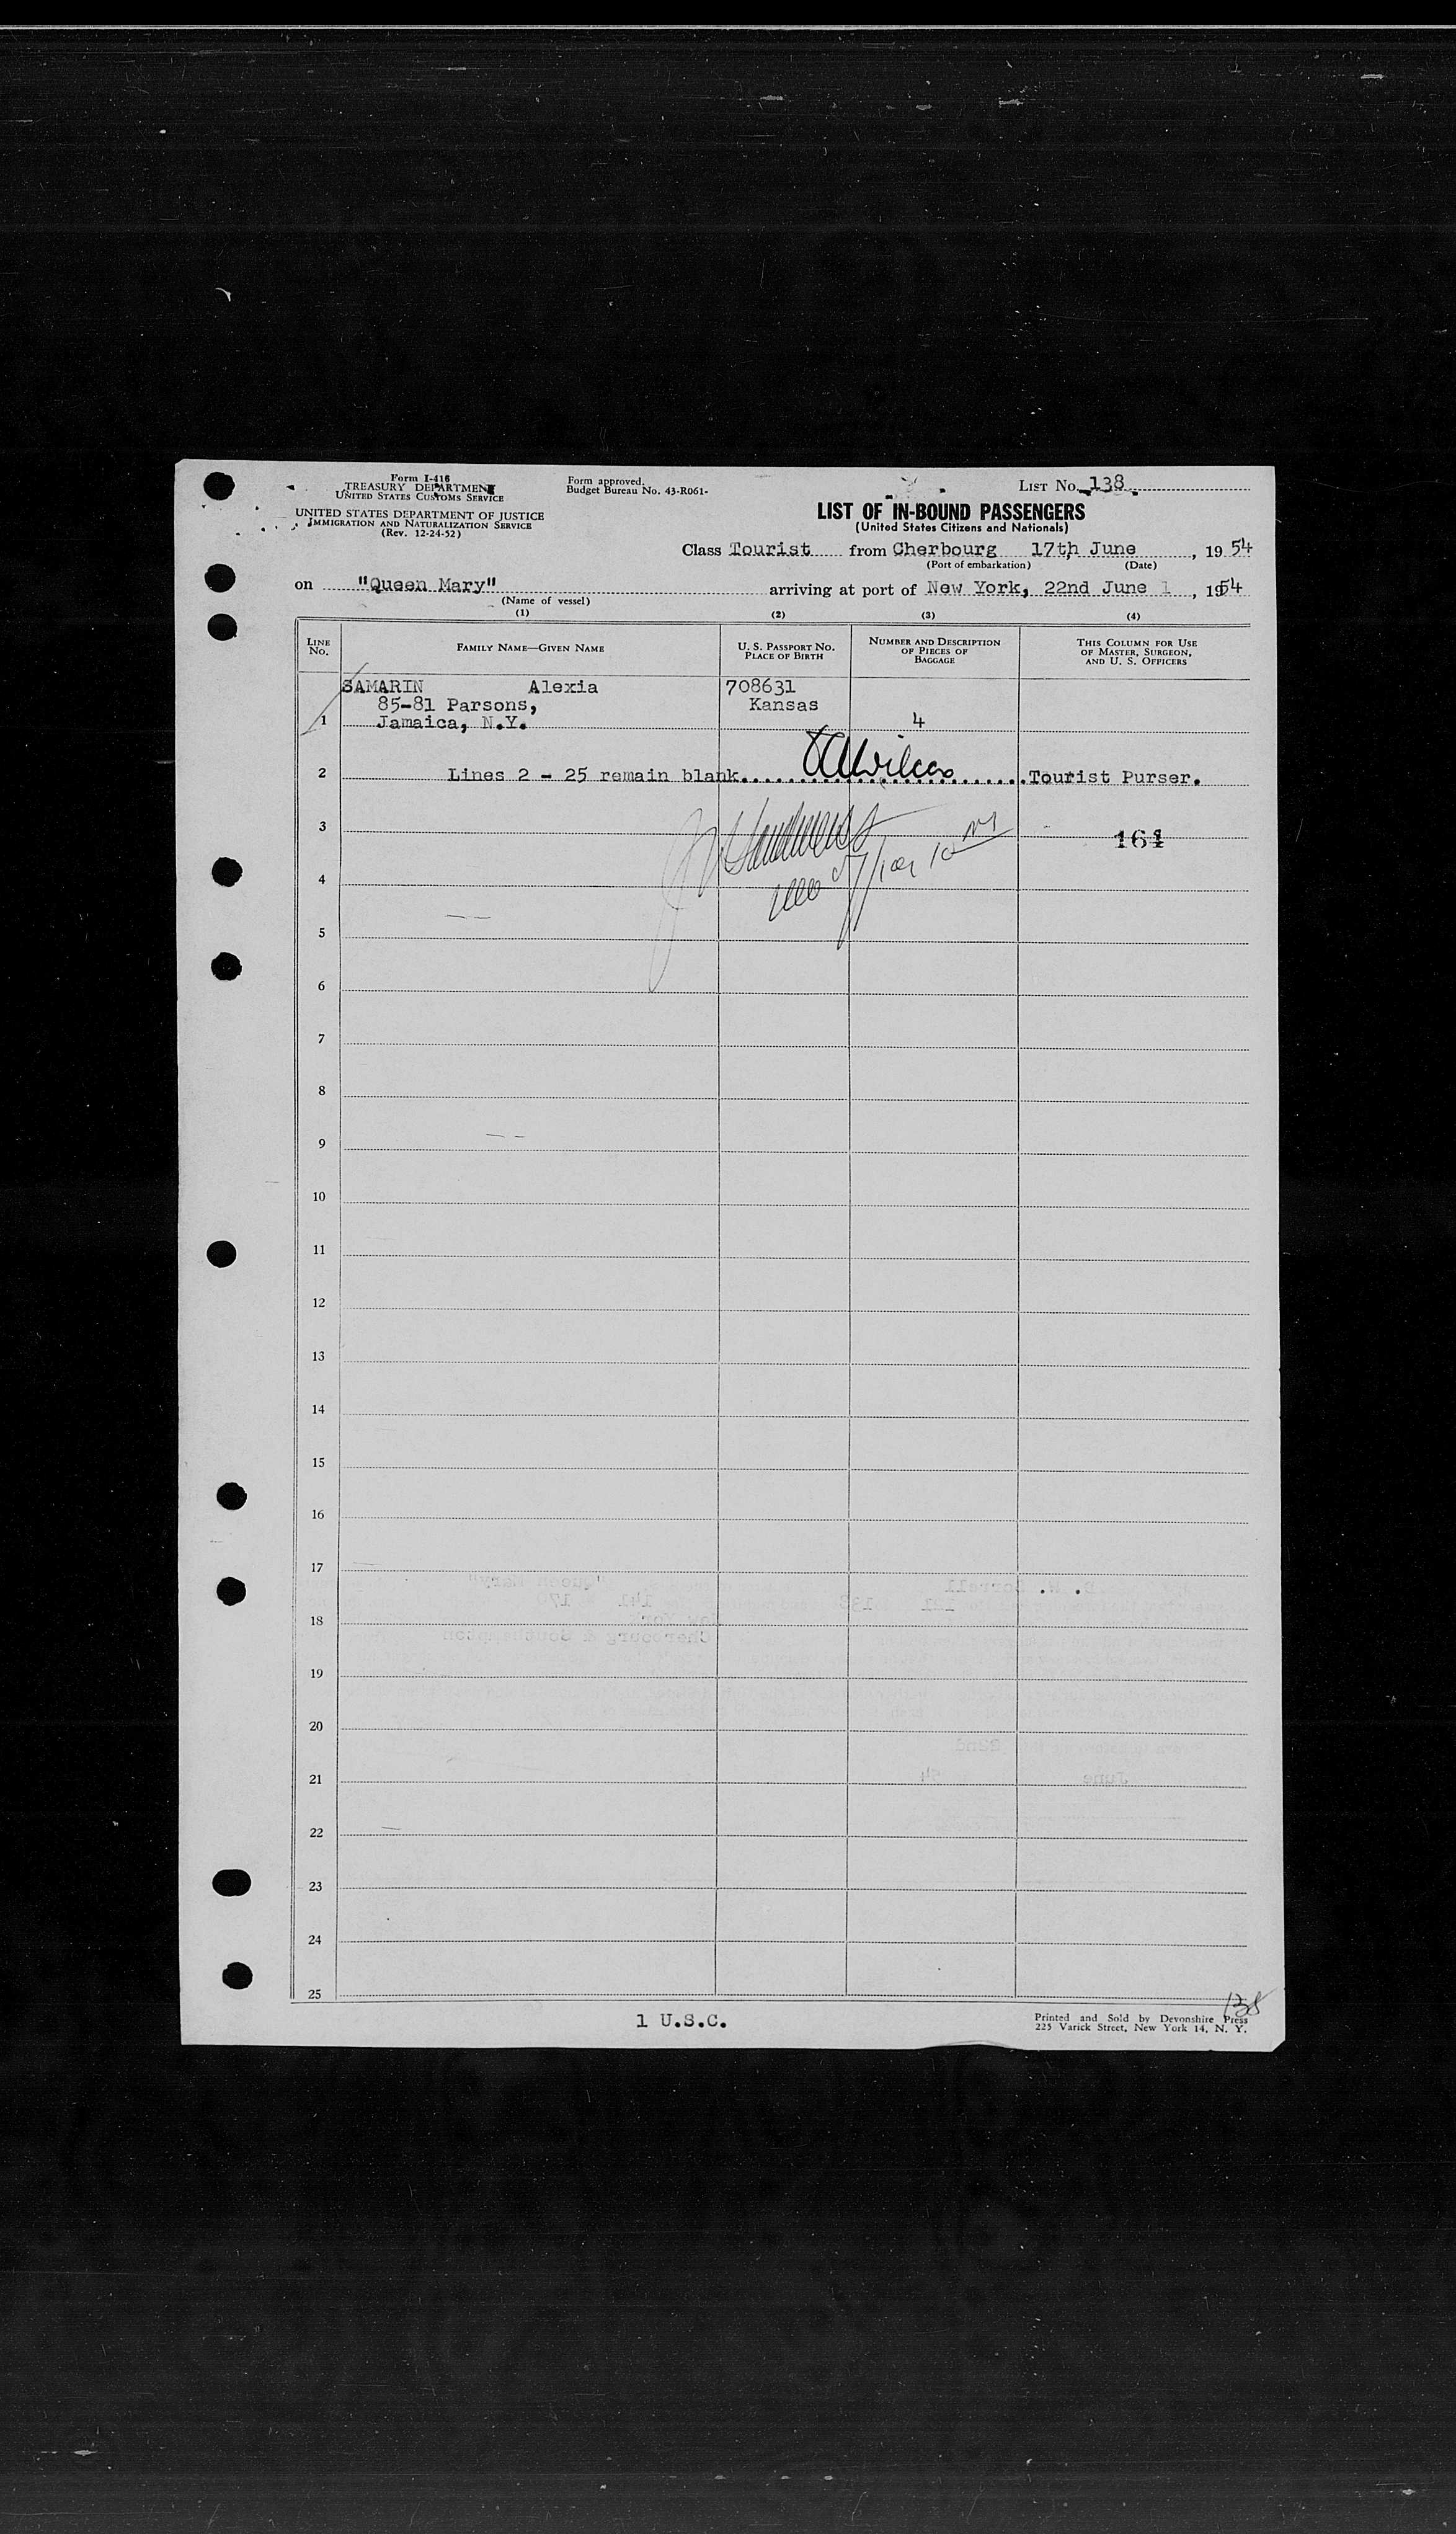 Form I-416
TREASURY DEPARTMENT
UNITED STATES CUSTOMS SERVICE
UNITED STATES DEPARTMENT OF JUSTICE
IMMIGRATION AND NATURALIZATION SERVICE
(Rev. 12-24-52)
Form approved.
Budget Bureau No. 43-R061-
LIST No. 138
LIST OF IN-BOUND PASSENGERS
(United States Citizens and Nationals)
Class Tourist from Cherbourg 17th June, 1954
(Port of embarkation) (Date)
on "Queen Mary" arriving at port of New York, 22nd June 1, 1954
(Name of vessel)
(1) (2) (3) (4)
LINE No. FAMILY NAME—GIVEN NAME U. S. PASSPORT No. PLACE OF BIRTH NUMBER AND DESCRIPTION OF PIECES OF BAGGAGE THIS COLUMN FOR USE OF MASTER, SURGEON, AND U. S. OFFICERS
SAMARIN Alexia 708631
85-81 Parsons, Kansas
1 Jamaica, N.Y. 4
2 Lines 2 - 25 remain blank. Wilcox Tourist Purser.
3 161
4
5
6
7
8
9
10
11
12
13
14
15
16
17
18
19
20
21
22
23
24
25
138
1 U.S.C.
Printed and Sold by Devonshire Press
225 Varick Street, New York 14, N. Y.